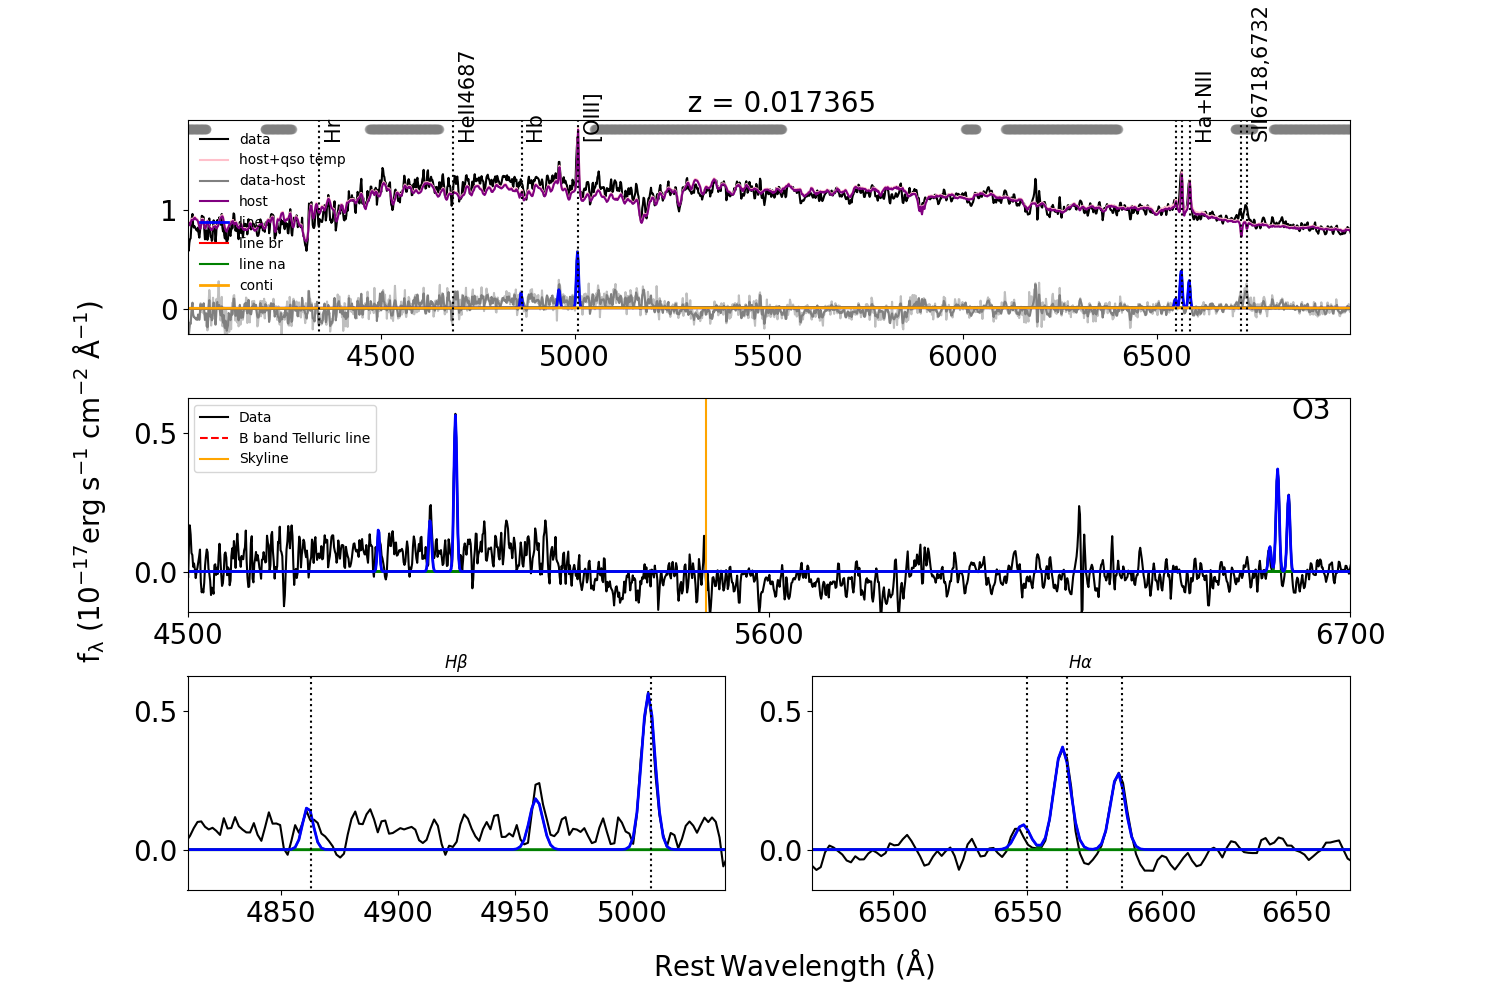 z = 0.017365
Hr
HeII4687
Hb
[OIII]
Ha+NII
SII6718,6732
data
host+qso temp
data-host
host
line
line br
line na
conti
1
0
4500
5000
5500
6000
6500
f_λ (10^−17 erg s^−1 cm^−2 Å^−1)
Data
B band Telluric line
Skyline
O3
0.5
0.0
4500
5600
6700
Hβ
0.5
0.0
4850
4900
4950
5000
Hα
0.5
0.0
6500
6550
6600
6650
Rest Wavelength (Å)